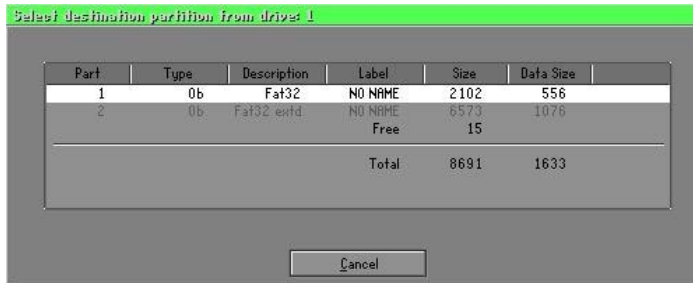 Select destination partition from drive: 1
Part Type Description Label Size Data Size
1 0b Fat32 NO NAME 2102 556
2 0b Fat32 extd NO NAME 6573 1076
Free 15
Total 8691 1633
Cancel